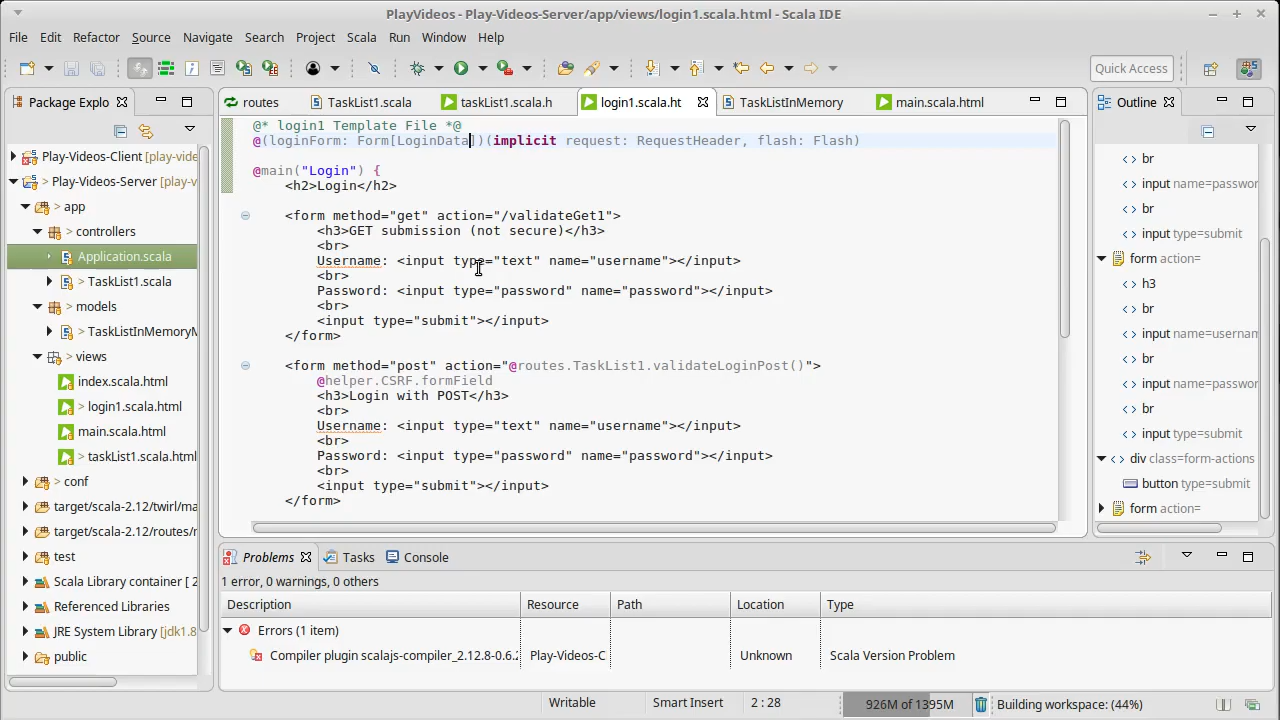 PlayVideos - Play-Videos-Server/app/views/login1.scala.html - Scala IDE
File Edit Refactor Source Navigate Search Project Scala Run Window Help
Quick Access
Package Explo
routes
TaskList1.scala
taskList1.scala.h
login1.scala.ht
TaskListInMemory
main.scala.html
Outline
Play-Videos-Client [play-vide
Play-Videos-Server [play-v
app
controllers
Application.scala
> TaskList1.scala
> models
> TaskListInMemoryM
> views
index.scala.html
> login1.scala.html
main.scala.html
> taskList1.scala.html
> conf
target/scala-2.12/twirl/ma
target/scala-2.12/routes/r
test
Scala Library container [ 2
Referenced Libraries
JRE System Library [jdk1.8
public
@* login1 Template File *@
@(loginForm: Form[LoginData])(implicit request: RequestHeader, flash: Flash)
@main("Login") {
<h2>Login</h2>
<form method="get" action="/validateGet1">
<h3>GET submission (not secure)</h3>
<br>
Username: <input type="text" name="username"></input>
<br>
Password: <input type="password" name="password"></input>
<br>
<input type="submit"></input>
</form>
<form method="post" action="@routes.TaskList1.validateLoginPost()">
@helper.CSRF.formField
<h3>Login with POST</h3>
<br>
Username: <input type="text" name="username"></input>
<br>
Password: <input type="password" name="password"></input>
<br>
<input type="submit"></input>
</form>
br
input name=passwor
br
input type=submit
form action=
h3
br
input name=usernam
br
input name=passwor
br
input type=submit
div class=form-actions
button type=submit
form action=
Problems
Tasks
Console
1 error, 0 warnings, 0 others
Description Resource Path Location Type
Errors (1 item)
Compiler plugin scalajs-compiler_2.12.8-0.6.2 Play-Videos-C Unknown Scala Version Problem
Writable Smart Insert 2 : 28 926M of 1395M Building workspace: (44%)